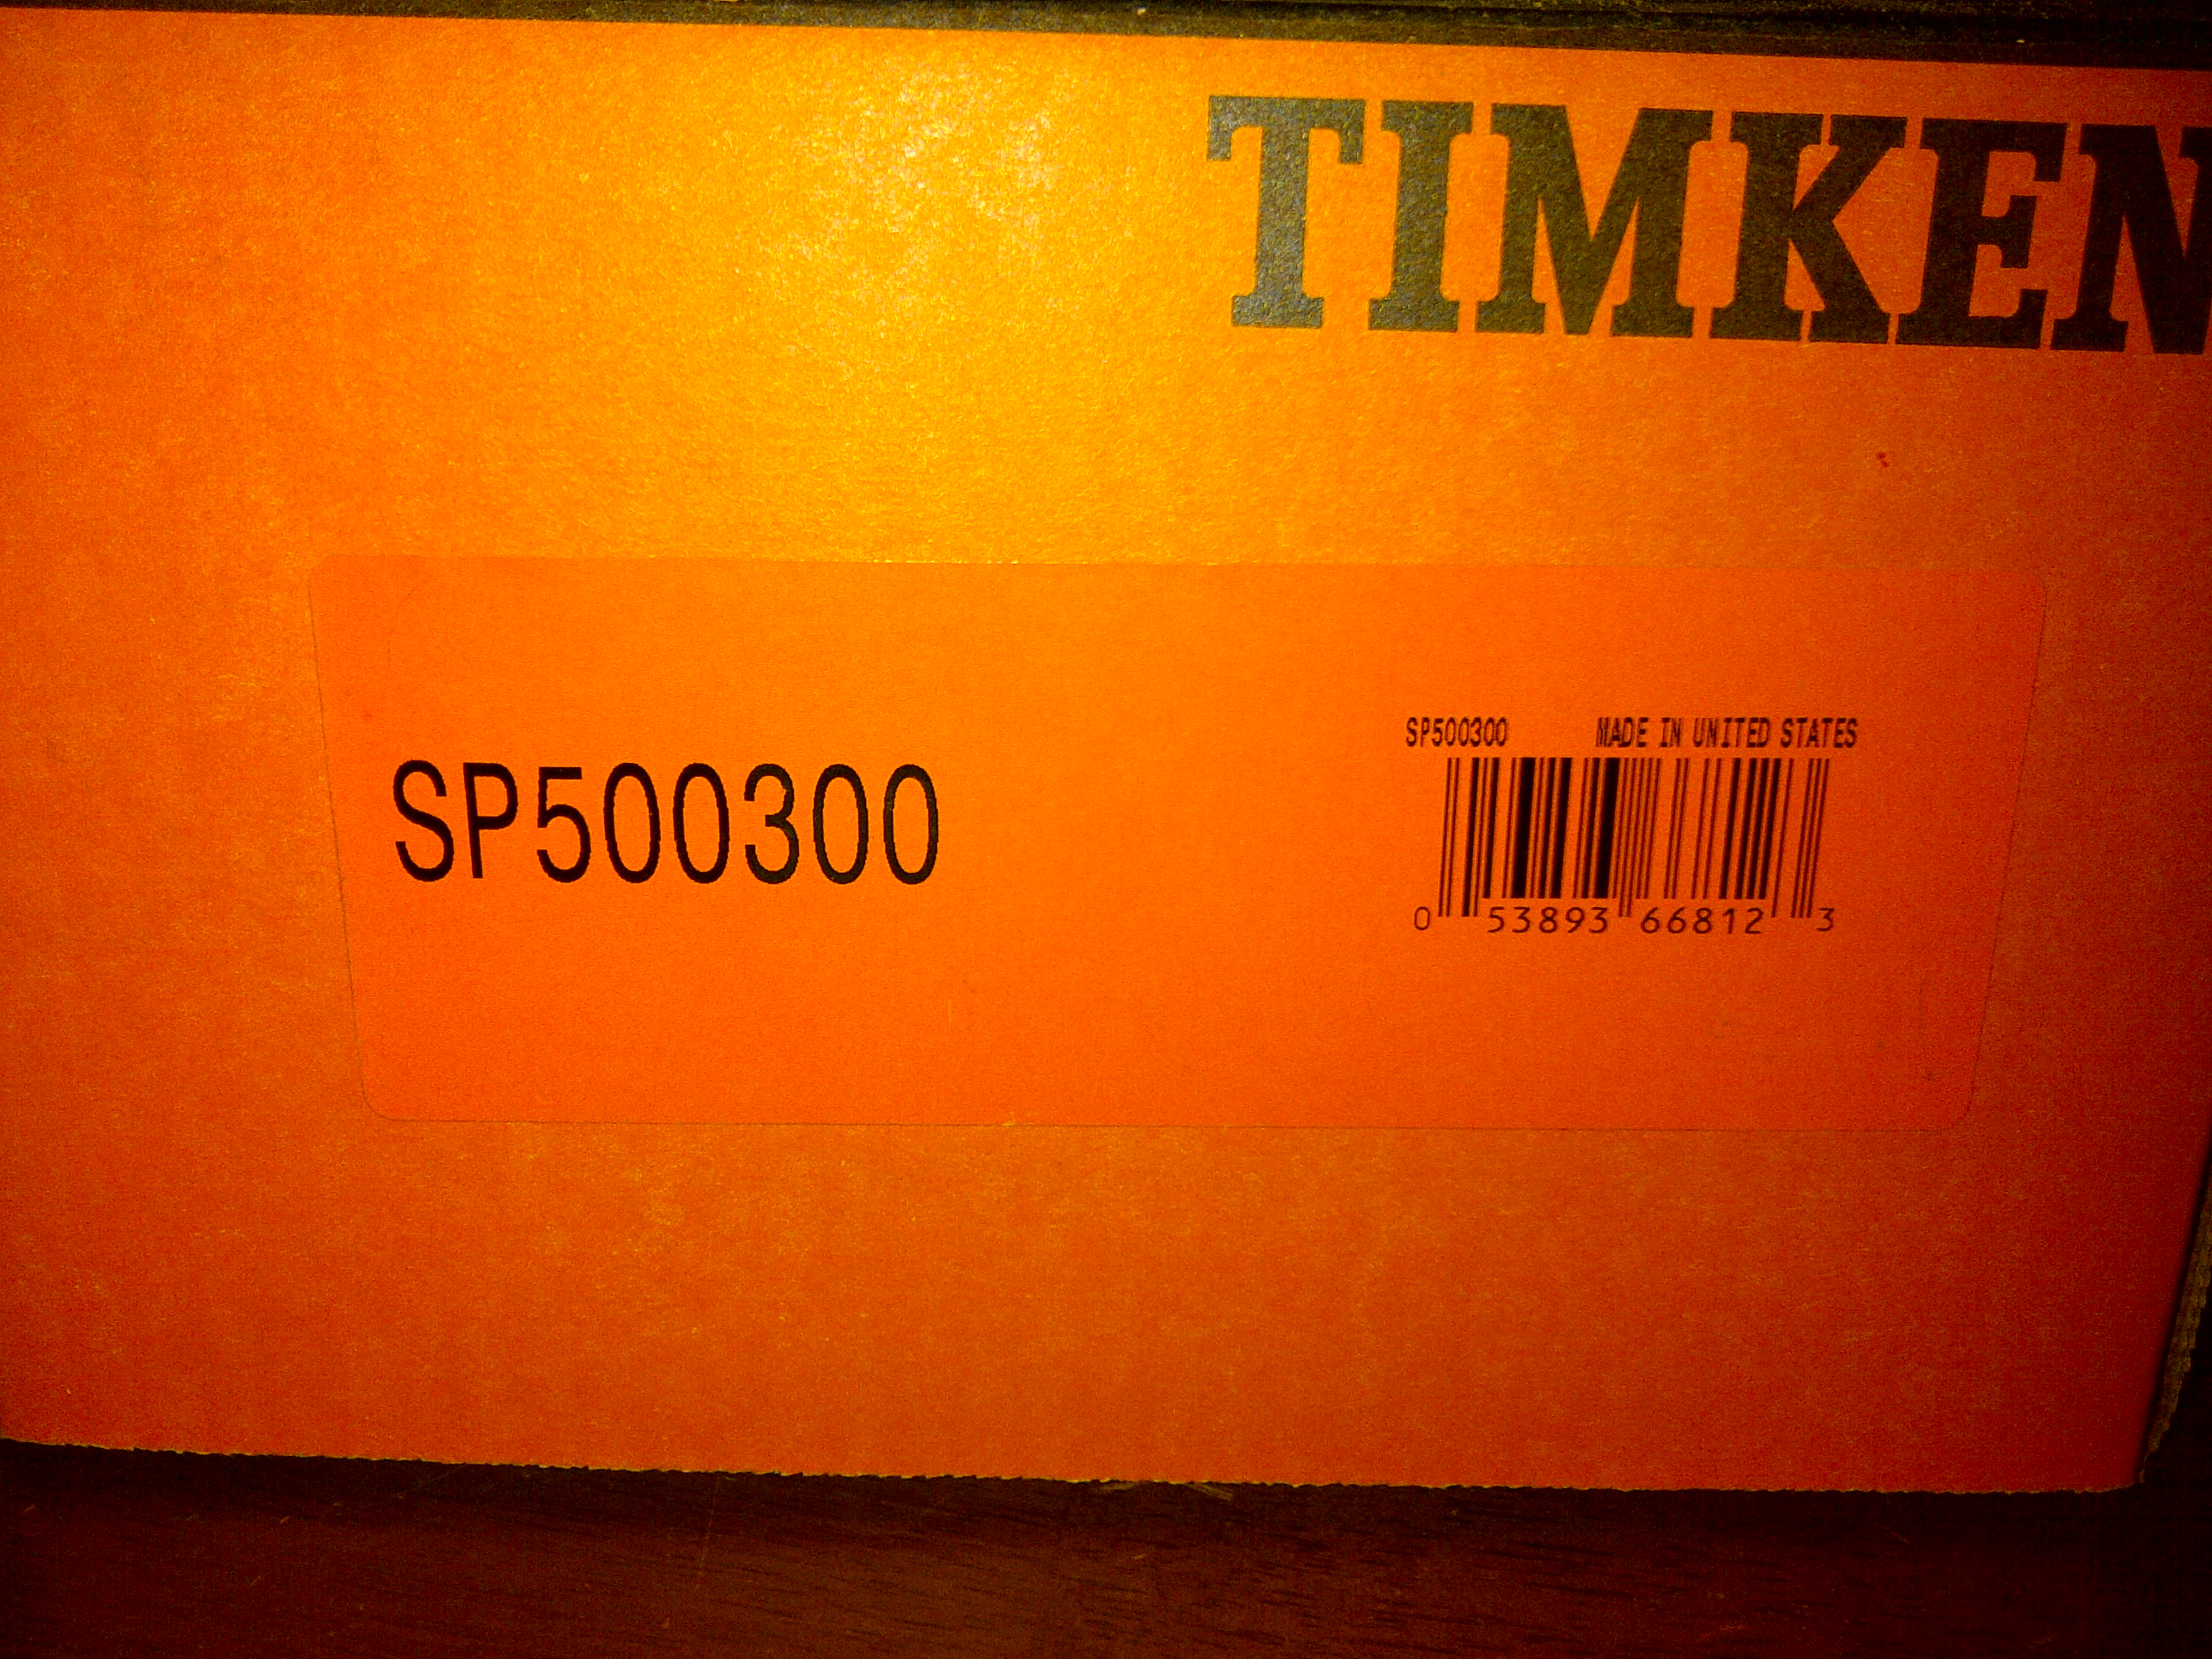 TIMKEN
SP500300
SP500300 MADE IN UNITED STATES
0 53893 66812 3